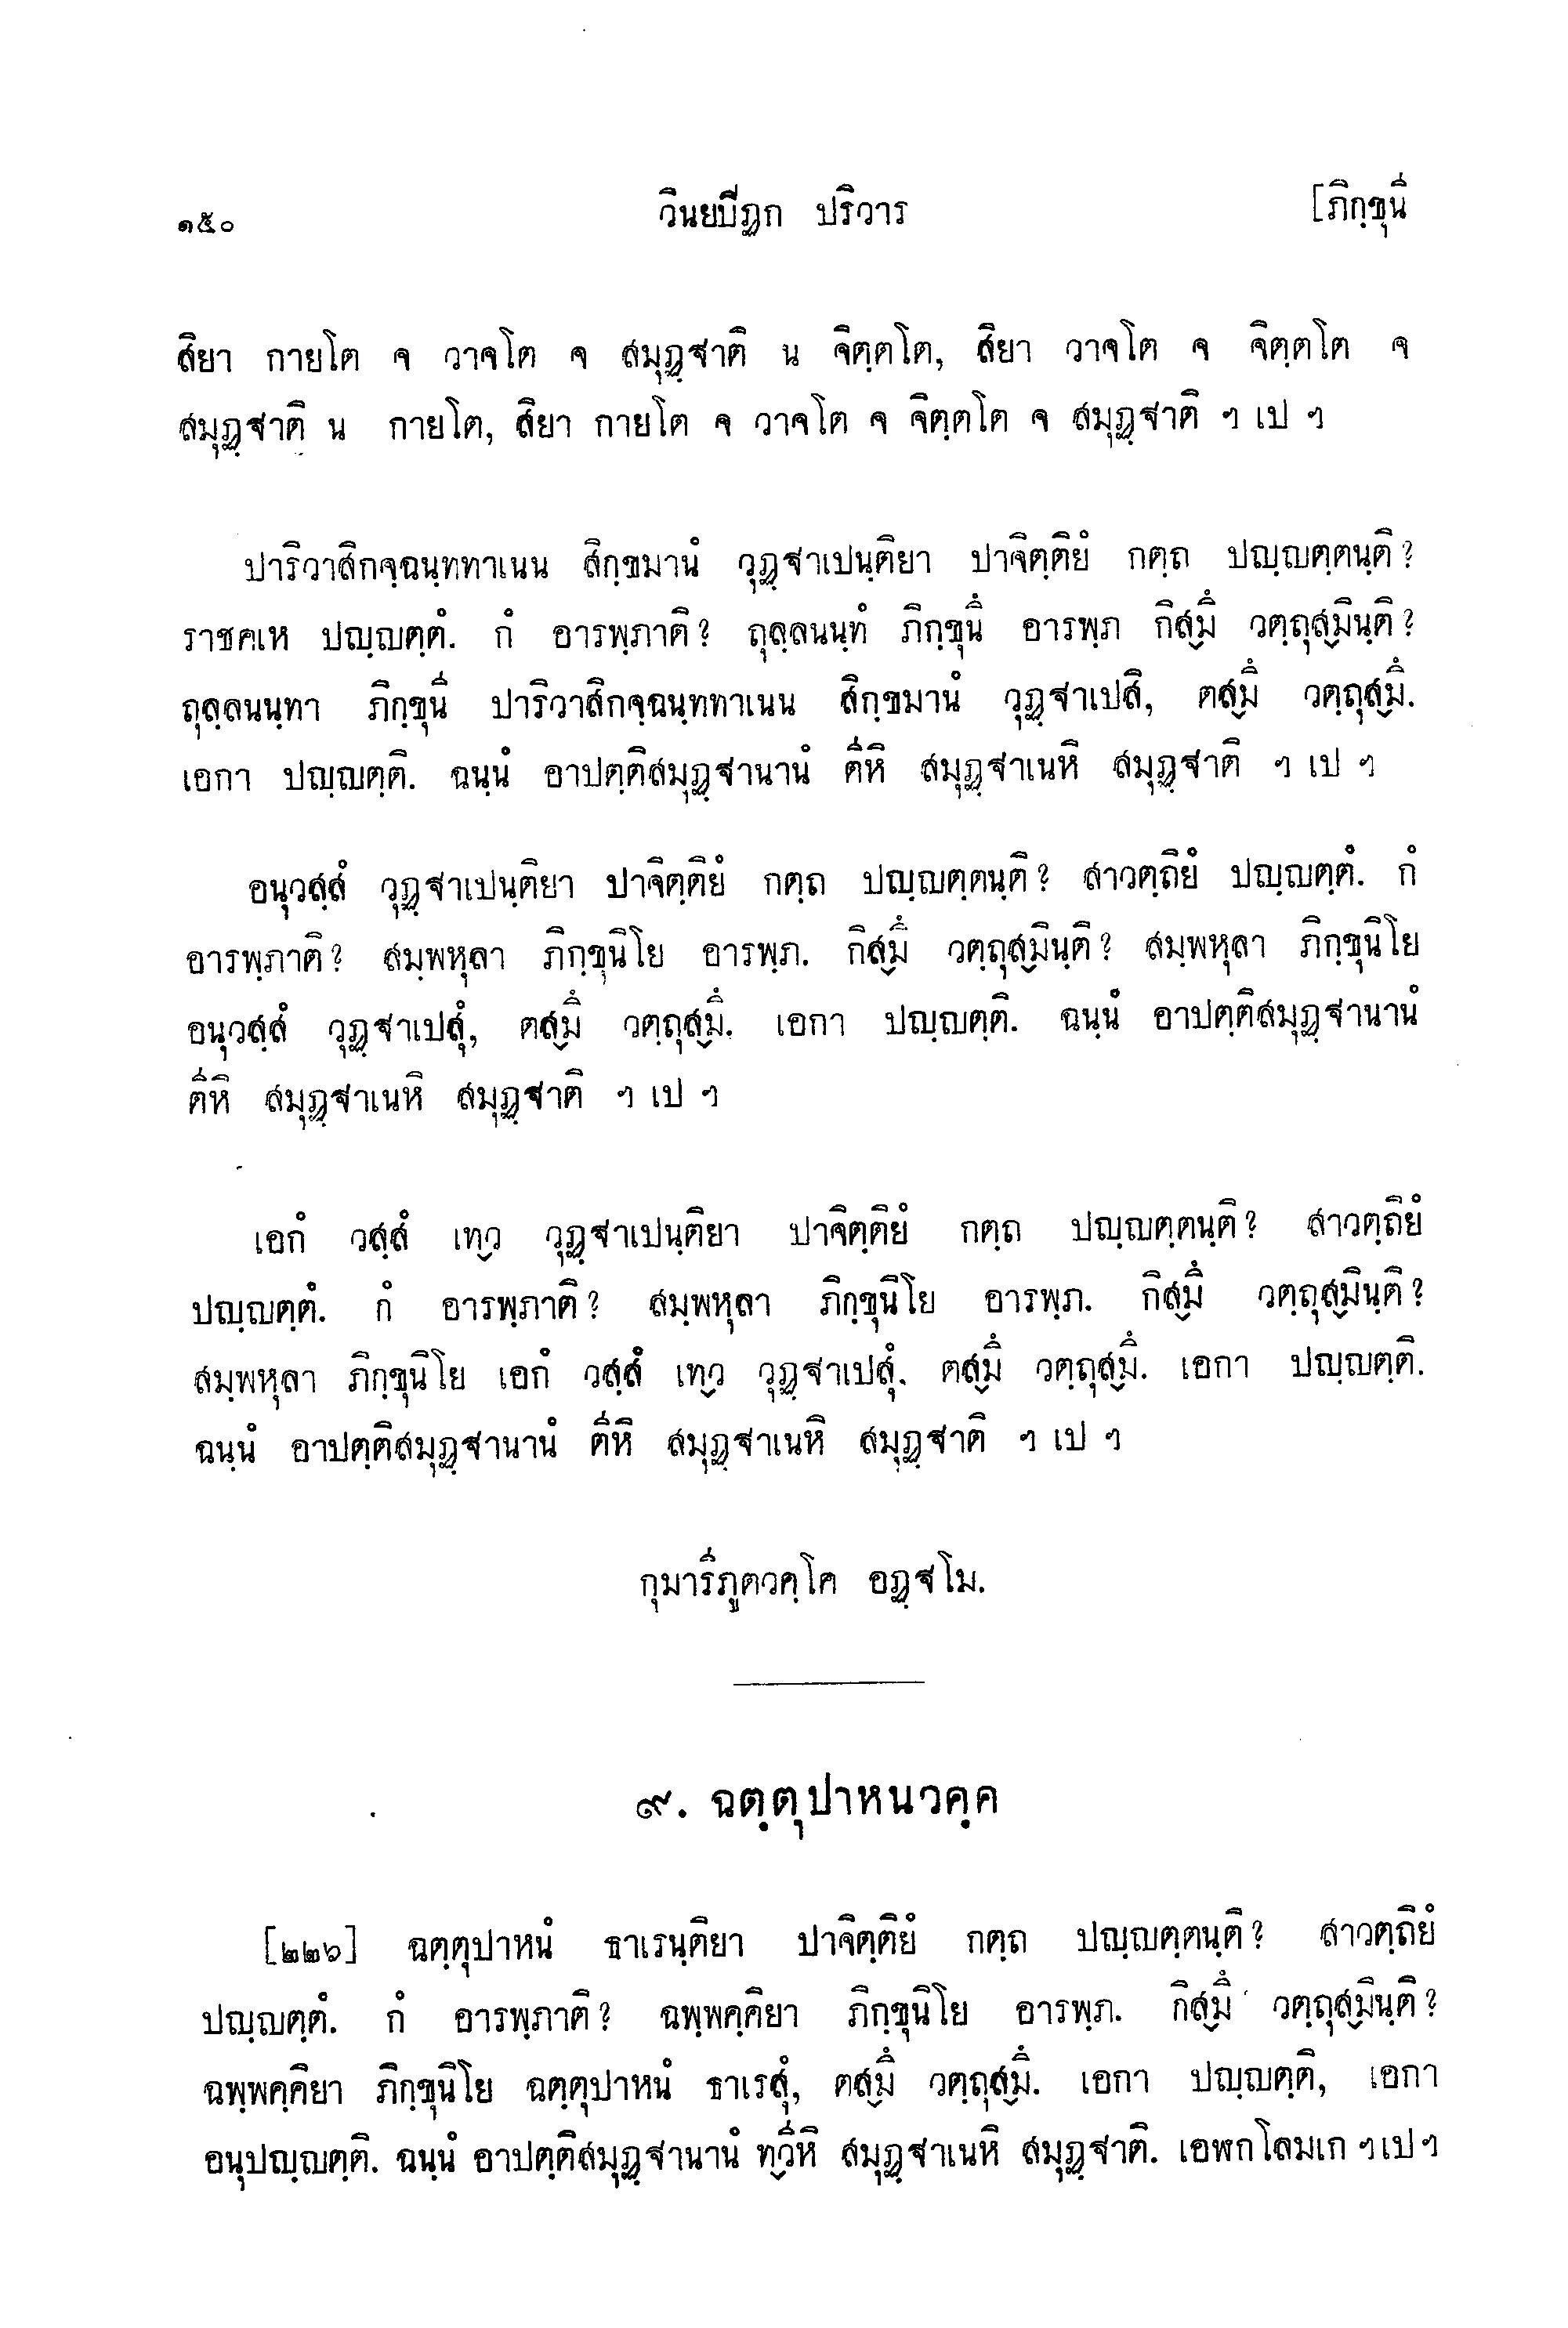 ๑๕๐ วินยปีฏก ปริวาร [ภิกฺขุนี
สิยา กายโต จ วาจโต จ สมุฏฺฐาติ น จิตฺตโต, สิยา วาจโต จ จิตฺตโต จ
สมุฏฺฐาติ น กายโต, สิยา กายโต จ วาจโต จ จิตฺตโต จ สมุฏฺฐาติ ฯ เป ฯ
ปาริวาสิกจฺฉนฺททาเนน สิกฺขมานํ วุฏฺฐาเปนฺติยา ปาจิตฺติยํ กตฺถ ปญฺญตฺตนฺติ?
ราชคเห ปญฺญตฺตํ. กํ อารพฺภาติ? ถุลฺลนนฺทํ ภิกฺขุนึ อารพฺภ กิสฺมึ วตฺถุสฺมินฺติ?
ถุลฺลนนฺทา ภิกฺขุนี ปาริวาสิกจฺฉนฺททาเนน สิกฺขมานํ วุฏฺฐาเปสิ, ตสฺมึ วตฺถุสฺมึ.
เอกา ปญฺญตฺติ. ฉนฺนํ อาปตฺติสมุฏฺฐานานํ ตีหิ สมุฏฺฐาเนหิ สมุฏฺฐาติ ฯ เป ฯ
อนุวสฺสํ วุฏฺฐาเปนฺติยา ปาจิตฺติยํ กตฺถ ปญฺญตฺตนฺติ? สาวตฺถิยํ ปญฺญตฺตํ. กํ
อารพฺภาติ? สมฺพหุลา ภิกฺขุนิโย อารพฺภ. กิสฺมึ วตฺถุสฺมินฺติ? สมฺพหุลา ภิกฺขุนิโย
อนุวสฺสํ วุฏฺฐาเปสุํ, ตสฺมึ วตฺถุสฺมึ. เอกา ปญฺญตฺติ. ฉนฺนํ อาปตฺติสมุฏฺฐานานํ
ตีหิ สมุฏฺฐาเนหิ สมุฏฺฐาติ ฯ เป ฯ
เอกํ วสฺสํ เทฺว วุฏฺฐาเปนฺติยา ปาจิตฺติยํ กตฺถ ปญฺญตฺตนฺติ? สาวตฺถิยํ
ปญฺญตฺตํ. กํ อารพฺภาติ? สมฺพหุลา ภิกฺขุนิโย อารพฺภ. กิสฺมึ วตฺถุสฺมินฺติ?
สมฺพหุลา ภิกฺขุนิโย เอกํ วสฺสํ เทฺว วุฏฺฐาเปสุํ. ตสฺมึ วตฺถุสฺมึ. เอกา ปญฺญตฺติ.
ฉนฺนํ อาปตฺติสมุฏฺฐานานํ ตีหิ สมุฏฺฐาเนหิ สมุฏฺฐาติ ฯ เป ฯ
กุมารีภูตวคฺโค อฏฺฐโม.
๙. ฉตฺตุปาหนวคฺค
[๒๒๖] ฉตฺตุปาหนํ ธาเรนฺติยา ปาจิตฺติยํ กตฺถ ปญฺญตฺตนฺติ? สาวตฺถิยํ
ปญฺญตฺตํ. กํ อารพฺภาติ? ฉพฺพคฺคิยา ภิกฺขุนิโย อารพฺภ. กิสฺมึ วตฺถุสฺมินฺติ?
ฉพฺพคฺคิยา ภิกฺขุนิโย ฉตฺตุปาหนํ ธาเรสุํ, ตสฺมึ วตฺถุสฺมึ. เอกา ปญฺญตฺติ, เอกา
อนุปญฺญตฺติ. ฉนฺนํ อาปตฺติสมุฏฺฐานานํ ทฺวีหิ สมุฏฺฐาเนหิ สมุฏฺฐาติ. เอฬกโลมเก ฯ เป ฯ